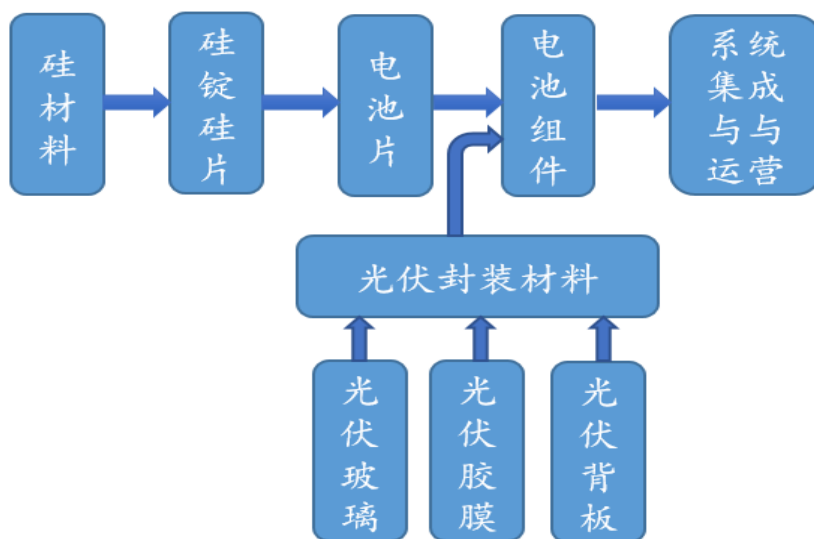 硅材料
硅锭硅片
电池片
电池组件
系统
集成
与与
运营
光伏封装材料
光伏玻璃
光伏胶膜
光伏背板